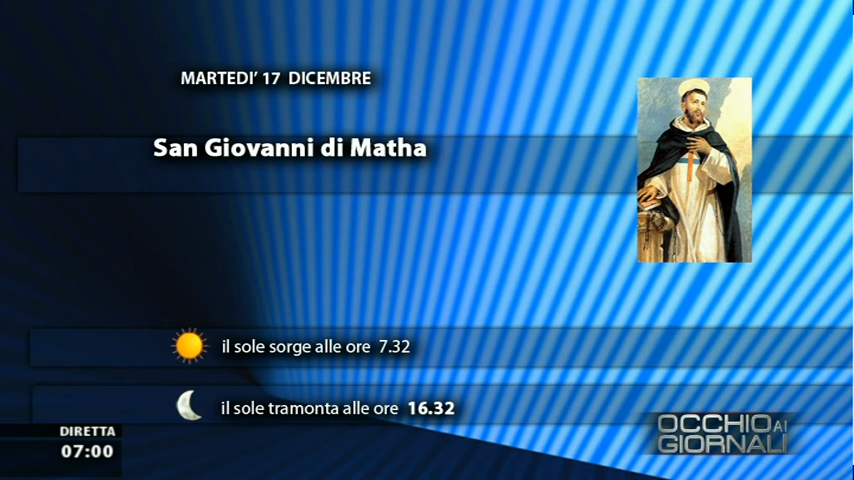 MARTEDI' 17 DICEMBRE
San Giovanni di Matha
il sole sorge alle ore 7.32
il sole tramonta alle ore 16.32
DIRETTA
07:00
OCCHIO AI
GIORNALI